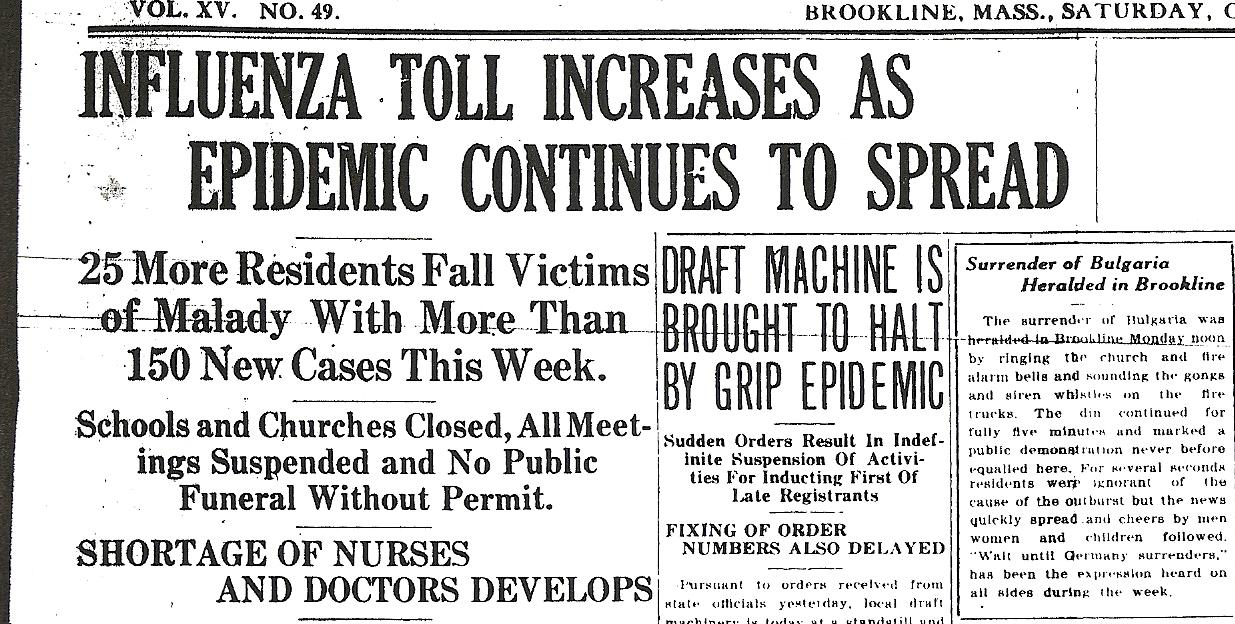 VOL. XV. NO. 49.
BROOKLINE, MASS., SATURDAY,
INFLUENZA TOLL INCREASES AS
EPIDEMIC CONTINUES TO SPREAD
25 More Residents Fall Victims
of Malady With More Than
150 New Cases This Week.
Schools and Churches Closed, All Meet-
ings Suspended and No Public
Funeral Without Permit.
SHORTAGE OF NURSES
AND DOCTORS DEVELOPS
DRAFT MACHINE IS
BROUGHT TO HALT
BY GRIP EPIDEMIC
Sudden Orders Result In Indef-
inite Suspension Of Activi-
ties For Inducting First Of
Late Registrants
FIXING OF ORDER
NUMBERS ALSO DELAYED
Pursuant to orders received from
state officials yesterday, local draft
machinery is today at a standstill and
Surrender of Bulgaria
Heralded in Brookline
The surrender of Bulgaria was
heralded in Brookline Monday noon
by ringing the church and fire
alarm bells and sounding the gongs
and siren whistles on the fire
trucks. The din continued for
fully five minutes and marked a
public demonstration never before
equalled here. For several seconds
residents were ignorant of the
cause of the outburst but the news
quickly spread and cheers by men
women and children followed.
"Wait until Germany surrenders,"
has been the expression heard on
all sides during the week.